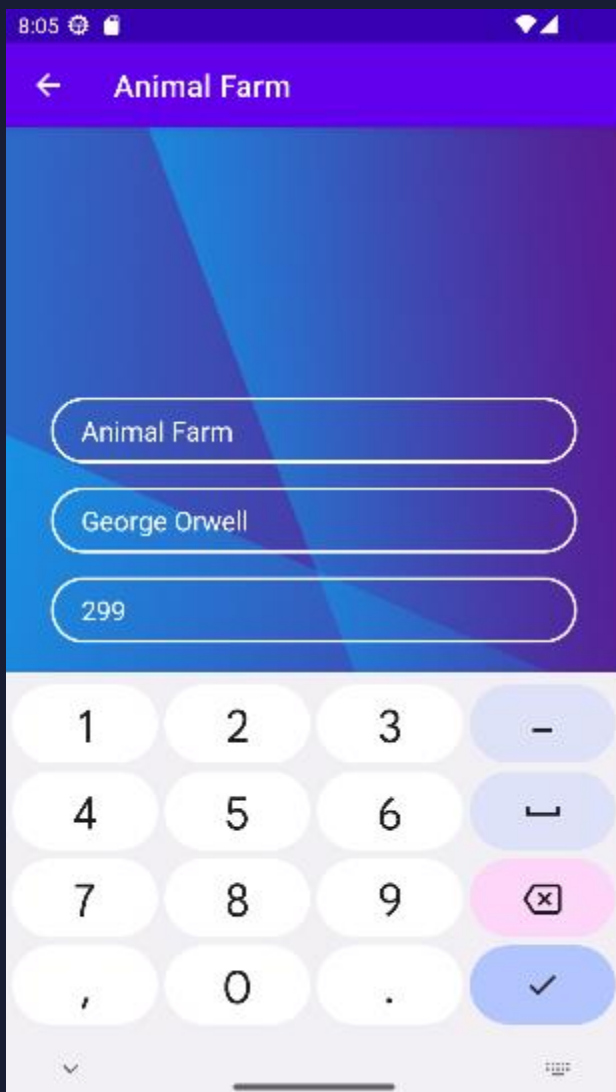 8:05
Animal Farm
Animal Farm
George Orwell
299
1 2 3 -
4 5 6
7 8 9
, 0 .